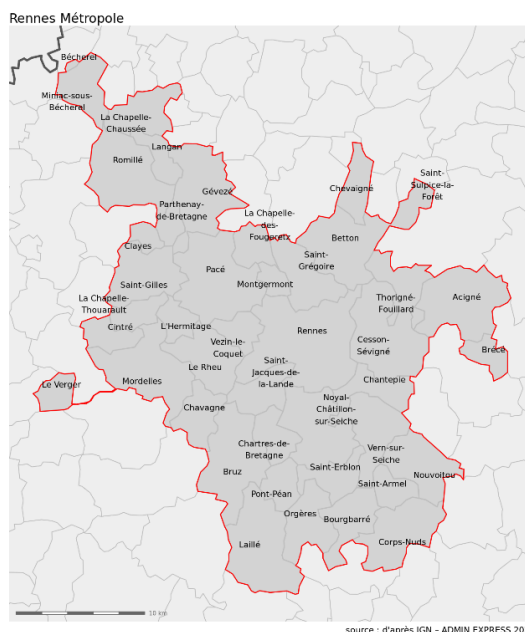 Rennes Métropole
Bécherel
Miniac-sous-
Bécherel
La Chapelle-
Chaussée
Langan
Romillé
Saint-
Sulpice-la-
Forêt
Chevaigné
Gévezé
Parthenay-
de-Bretagne
La Chapelle-
des-
Fougeretz
Betton
Clayes
Saint-
Grégoire
Pacé
Saint-Gilles
Montgermont
La Chapelle-
Thouarault
Thorigné-
Fouillard
Acigné
Cintré
L'Hermitage
Rennes
Vezin-le-
Coquet
Cesson-
Sévigné
Brécé
Le Rheu
Saint-
Jacques-de-
la-Lande
Le Verger
Mordelles
Chantepie
Chavagne
Noyal-
Châtillon-
sur-Seiche
Chartres-de-
Bretagne
Vern-sur-
Seiche
Bruz
Saint-Erblon
Nouvoitou
Saint-Armel
Pont-Péan
Orgères
Bourgbarré
Laillé
Corps-Nuds
10 km
source : d'après IGN – ADMIN EXPRESS 20